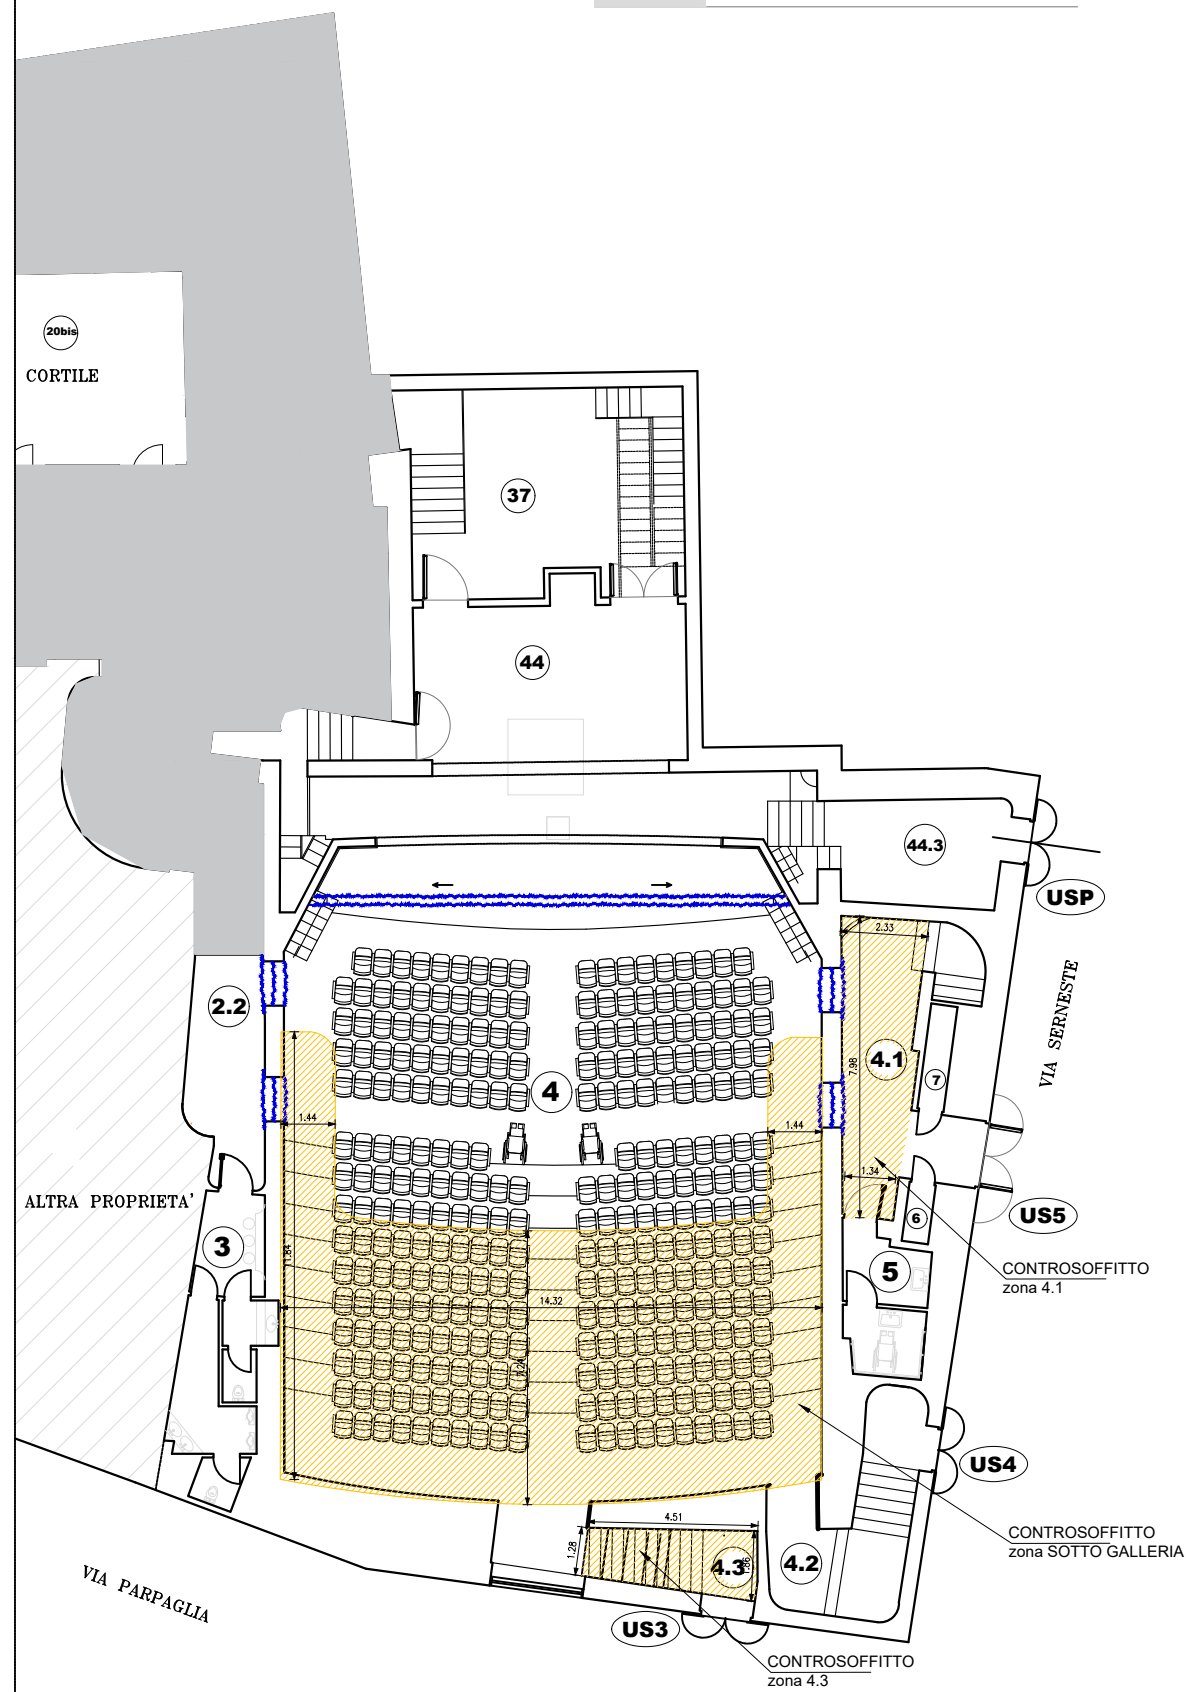 20bis
CORTILE
37
44
44.3
USP
2.33
2.2
VIA SERNESTE
4.1
7.98
7
4
1.44
1.44
1.34
ALTRA PROPRIETA'
6
US5
3
5
CONTROSOFFITTO
zona 4.1
14.32
US4
4.51
CONTROSOFFITTO
zona SOTTO GALLERIA
1.28
4.3
4.2
VIA PARPAGLIA
US3
CONTROSOFFITTO
zona 4.3